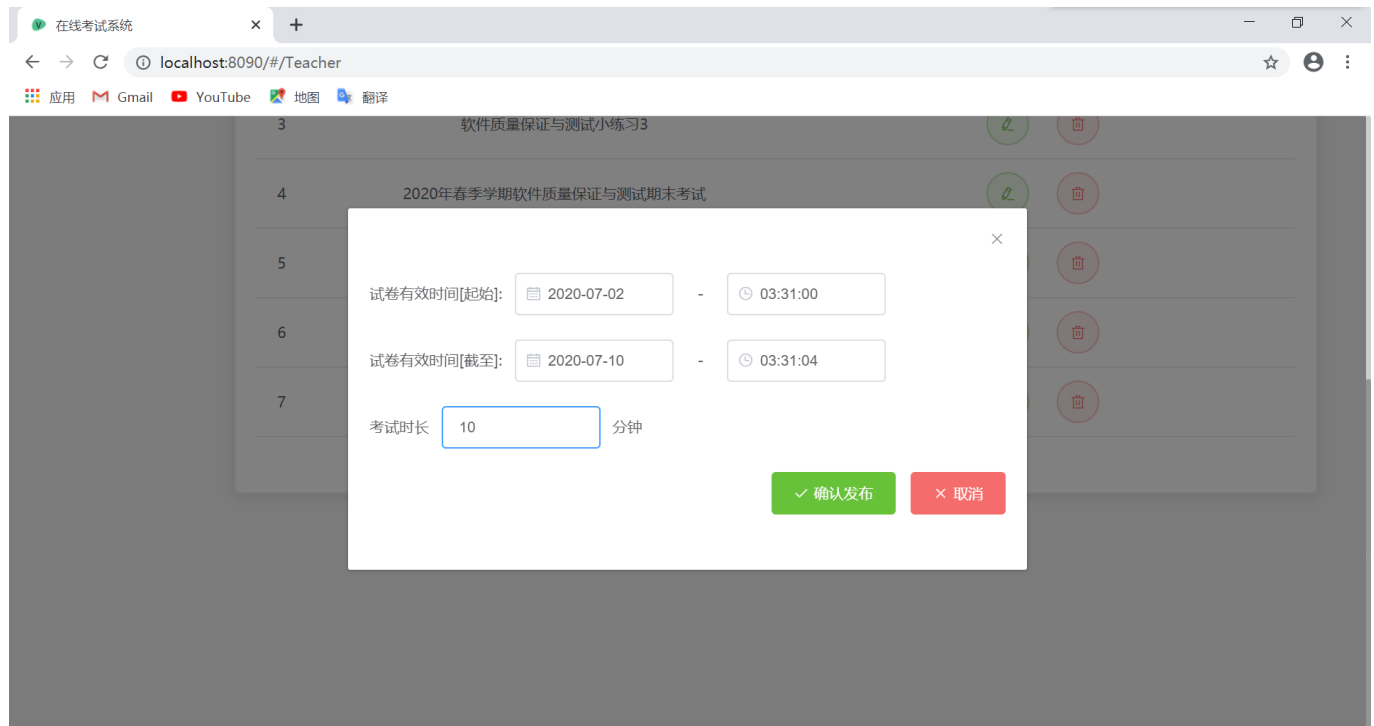 在线考试系统
localhost:8090/#/Teacher
应用 Gmail YouTube 地图 翻译
3 软件质量保证与测试小练习3
4 2020年春季学期软件质量保证与测试期末考试
5
试卷有效时间[起始]: 2020-07-02 - 03:31:00
6
试卷有效时间[截至]: 2020-07-10 - 03:31:04
7
考试时长 10 分钟
确认发布 取消